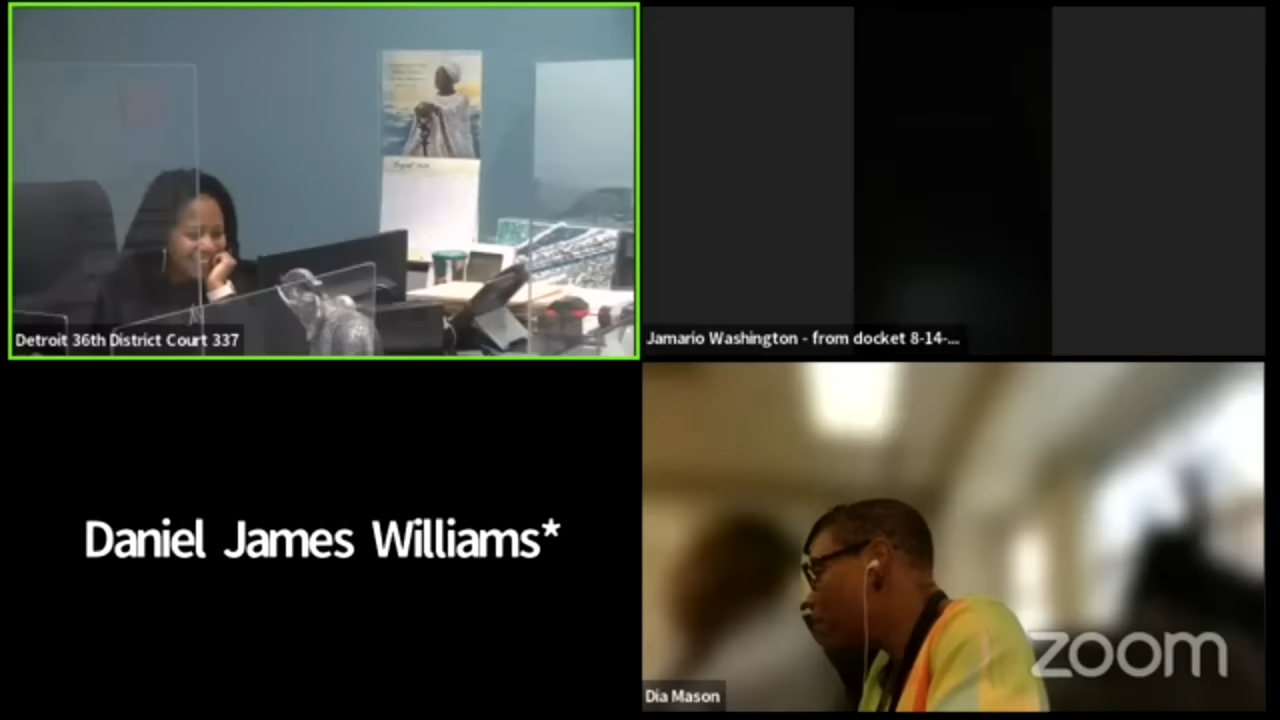 Detroit 36th District Court 337
Jamario Washington - from docket 8-14-...
Daniel James Williams*
Dia Mason
zoom